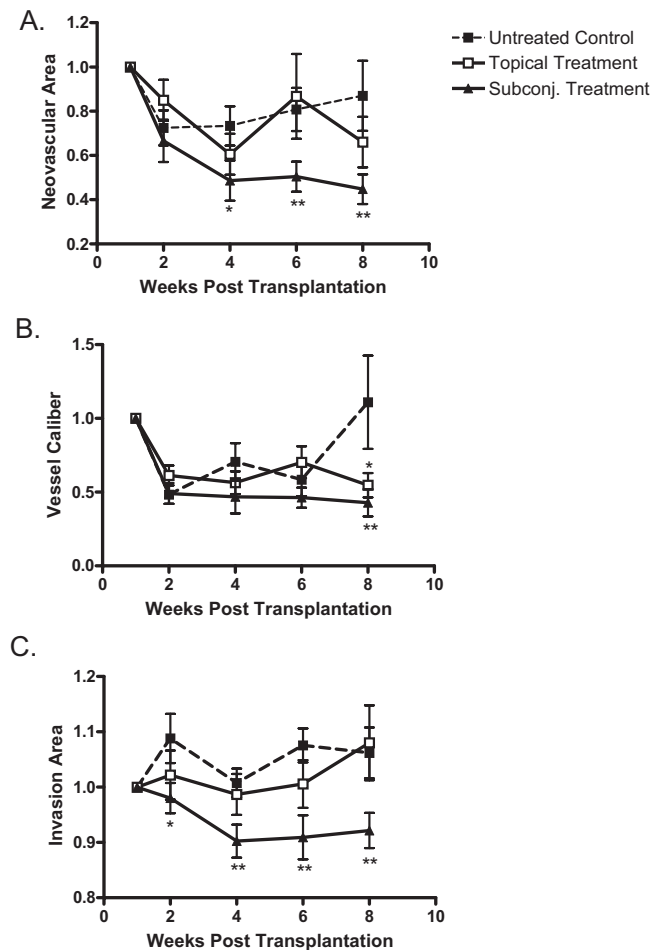 A.
Untreated Control
Topical Treatment
Subconj. Treatment
Neovascular Area
1.2
1.0
0.8
0.6
0.4
0.2
* ** **
0 2 4 6 8 10
Weeks Post Transplantation
B.
Vessel Caliber
1.5
1.0
0.5
0.0
*
**
0 2 4 6 8 10
Weeks Post Transplantation
C.
Invasion Area
1.2
1.1
1.0
0.9
0.8
* ** ** **
0 2 4 6 8 10
Weeks Post Transplantation